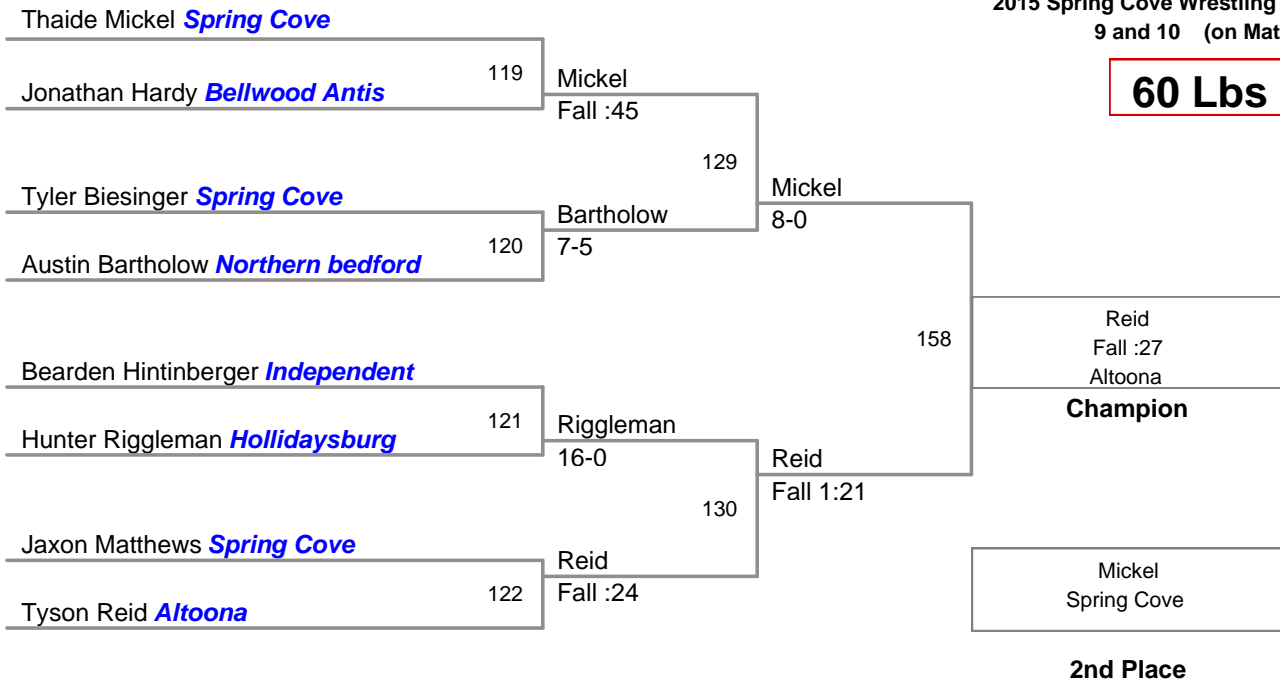 2015 Spring Cove Wrestling
9 and 10 (on Mat
60 Lbs
Thaide Mickel Spring Cove
119
Jonathan Hardy Bellwood Antis
Mickel
Fall :45
129
Tyler Biesinger Spring Cove
120
Austin Bartholow Northern bedford
Bartholow
7-5
Mickel
8-0
158
Bearden Hintinberger Independent
121
Hunter Riggleman Hollidaysburg
Riggleman
16-0
130
Jaxon Matthews Spring Cove
122
Tyson Reid Altoona
Reid
Fall :24
Reid
Fall 1:21
Reid
Fall :27
Altoona
Champion
Mickel
Spring Cove
2nd Place